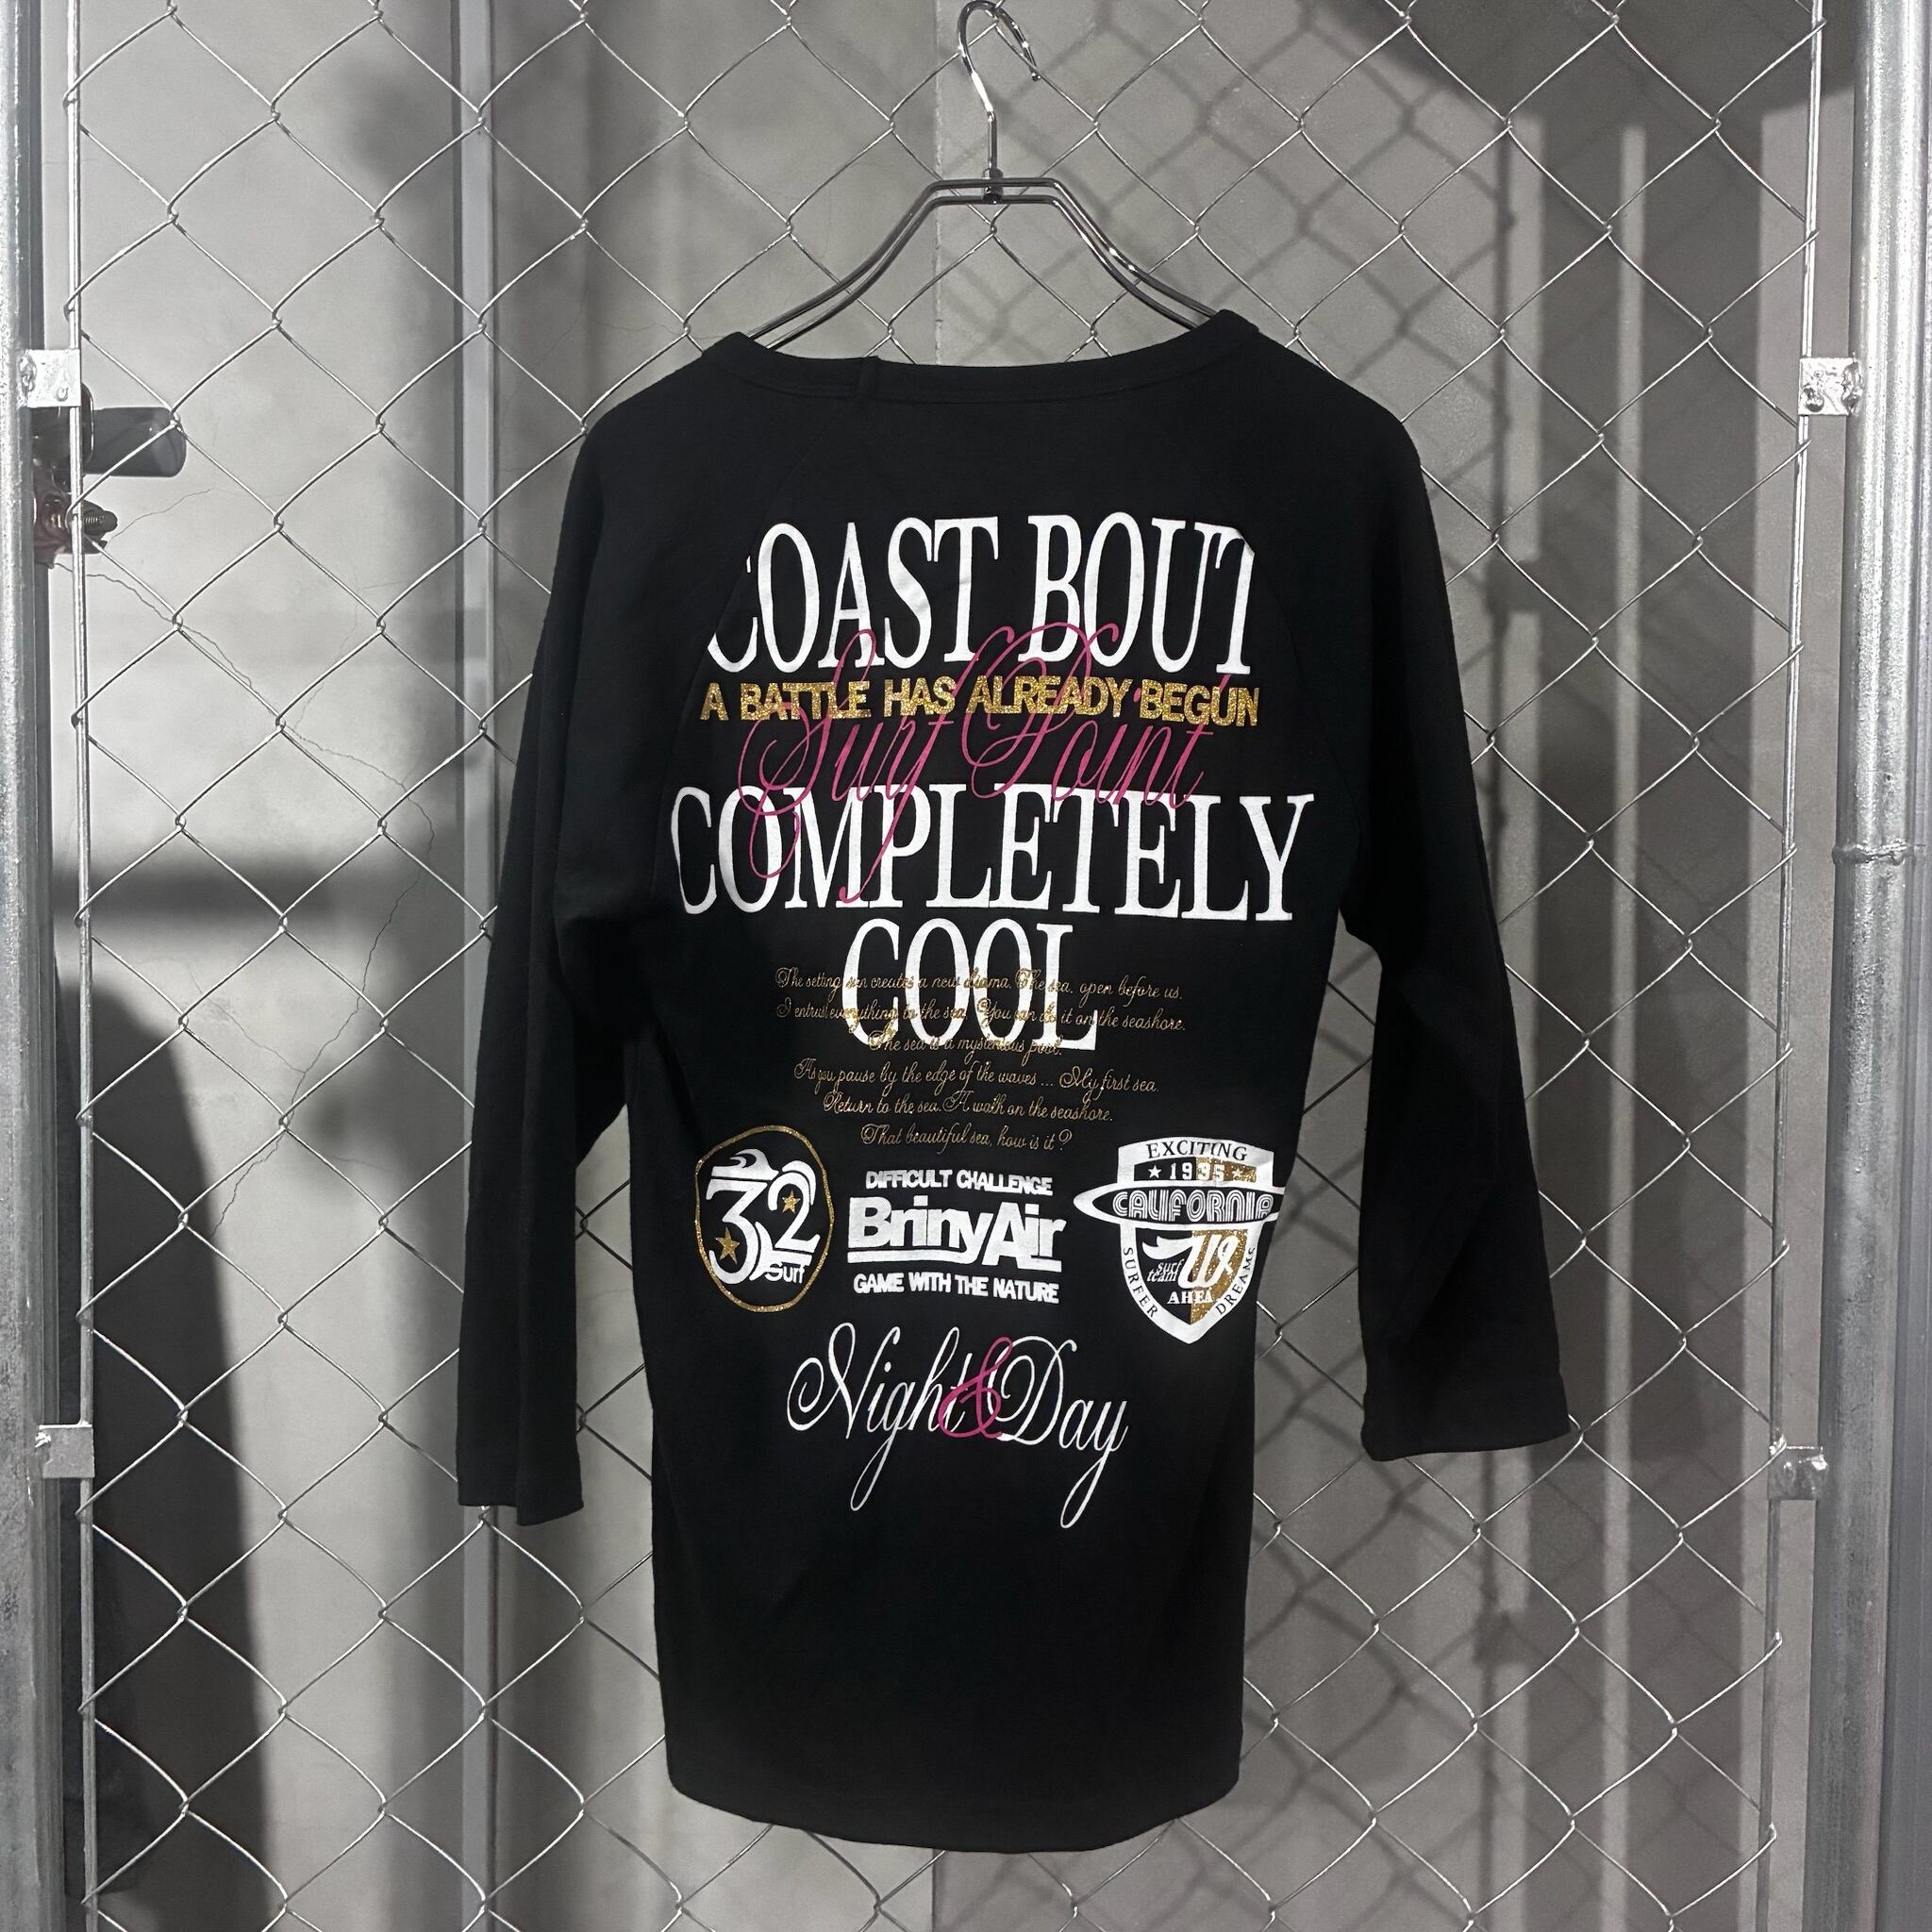 COAST BOUT
A BATTLE HAS ALREADY BEGUN
Surf Point
COMPLETELY
COOL
The setting sun creates a new drama. The sea, open before us.
I entrust everything to the sea. You can do it on the seashore.
The sea is a mysterious pool.
As you pause by the edge of the waves ... My first sea.
Return to the sea. A walk on the seashore.
That beautiful sea, how is it ?
32
Surf
DIFFICULT CHALLENGE
BrinyAir
GAME WITH THE NATURE
EXCITING
1935
CALIFORNIA
surf
team
AHEA
SURFER DREAMS
Night & Day